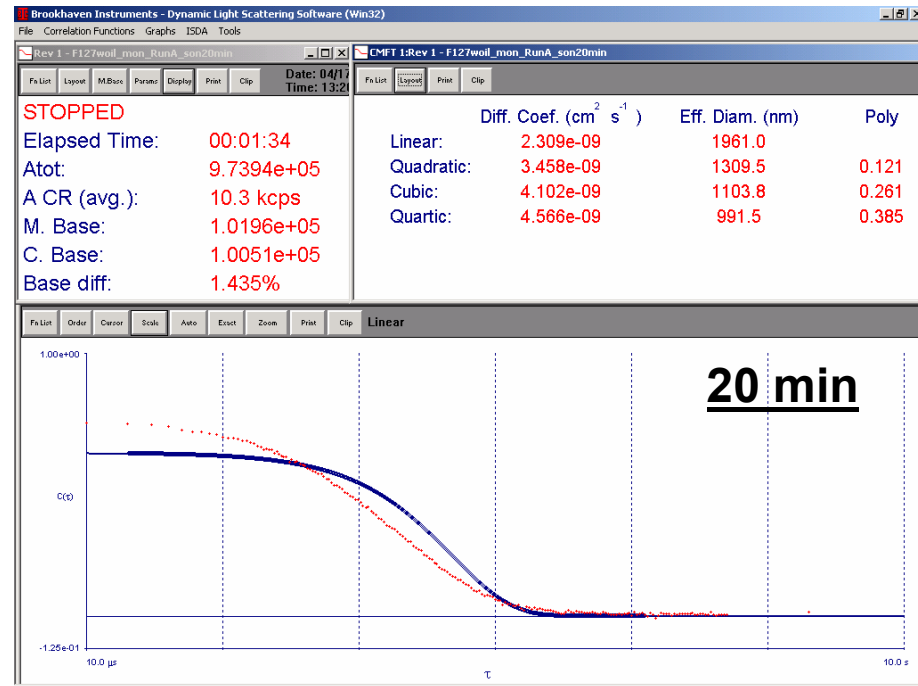 Brookhaven Instruments - Dynamic Light Scattering Software (Win32)
File Correlation Functions Graphs ISDA Tools
Rev 1 - F127woil_mon_RunA_son20min
Fn List Layout M.Base Params Display Print Clip Date: 04/17
Time: 13:20
STOPPED
Elapsed Time: 00:01:34
Atot: 9.7394e+05
A CR (avg.): 10.3 kcps
M. Base: 1.0196e+05
C. Base: 1.0051e+05
Base diff: 1.435%
CMFT 1:Rev 1 - F127woil_mon_RunA_son20min
Fn List Layout Print Clip
Diff. Coef. (cm² s⁻¹) Eff. Diam. (nm) Poly
Linear: 2.309e-09 1961.0
Quadratic: 3.458e-09 1309.5 0.121
Cubic: 4.102e-09 1103.8 0.261
Quartic: 4.566e-09 991.5 0.385
Fn List Order Cursor Scale Auto Exact Zoom Print Clip Linear
1.00e+00
20 min
C(τ)
-1.25e-01
10.0 µs 10.0 s
τ